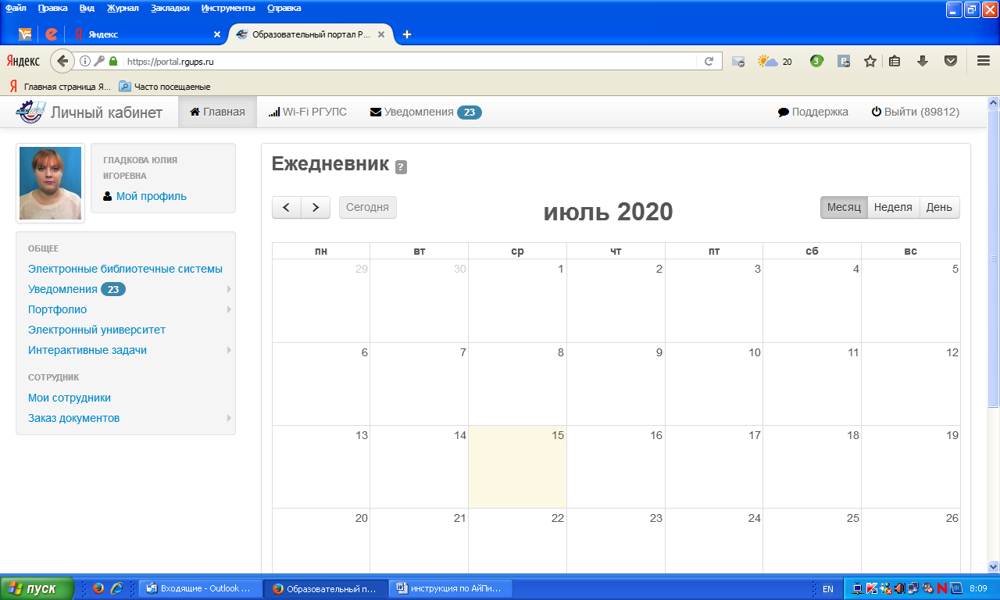 Файл Правка Вид Журнал Закладки Инструменты Справка
Яндекс
Образовательный портал Р...
Яндекс
https://portal.rgups.ru
20
3
Главная страница Я...
Часто посещаемые
Личный кабинет
Главная
Wi-Fi РГУПС
Уведомления 23
Поддержка
Выйти (89812)
ГЛАДКОВА ЮЛИЯ
ИГОРЕВНА
Мой профиль
ОБЩЕЕ
Электронные библиотечные системы
Уведомления 23
Портфолио
Электронный университет
Интерактивные задачи
СОТРУДНИК
Мои сотрудники
Заказ документов
Ежедневник ?
Сегодня
июль 2020
Месяц Неделя День
пн вт ср чт пт сб вс
29 30 1 2 3 4 5
6 7 8 9 10 11 12
13 14 15 16 17 18 19
20 21 22 23 24 25 26
пуск
Входящие - Outlook ...
Образовательный п...
инструкция по АйПи...
EN
8:09